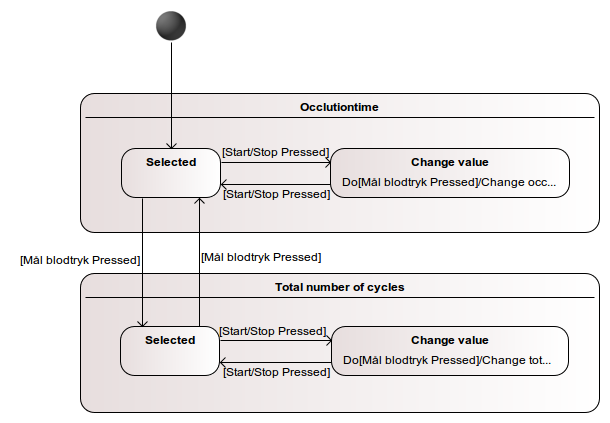 Occlutiontime
Selected
[Start/Stop Pressed]
Change value
Do[Mål blodtryk Pressed]/Change occ...
[Start/Stop Pressed]
[Mål blodtryk Pressed]
[Mål blodtryk Pressed]
Total number of cycles
Selected
[Start/Stop Pressed]
Change value
Do[Mål blodtryk Pressed]/Change tot...
[Start/Stop Pressed]